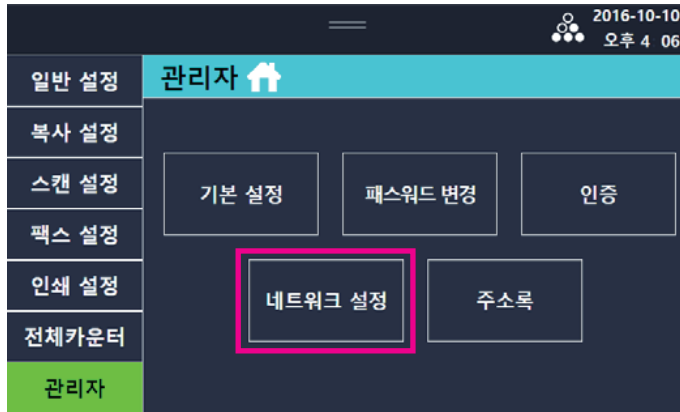 2016-10-10
오후 4 06
일반 설정
복사 설정
스캔 설정
팩스 설정
인쇄 설정
전체카운터
관리자
관리자
기본 설정
패스워드 변경
인증
네트워크 설정
주소록